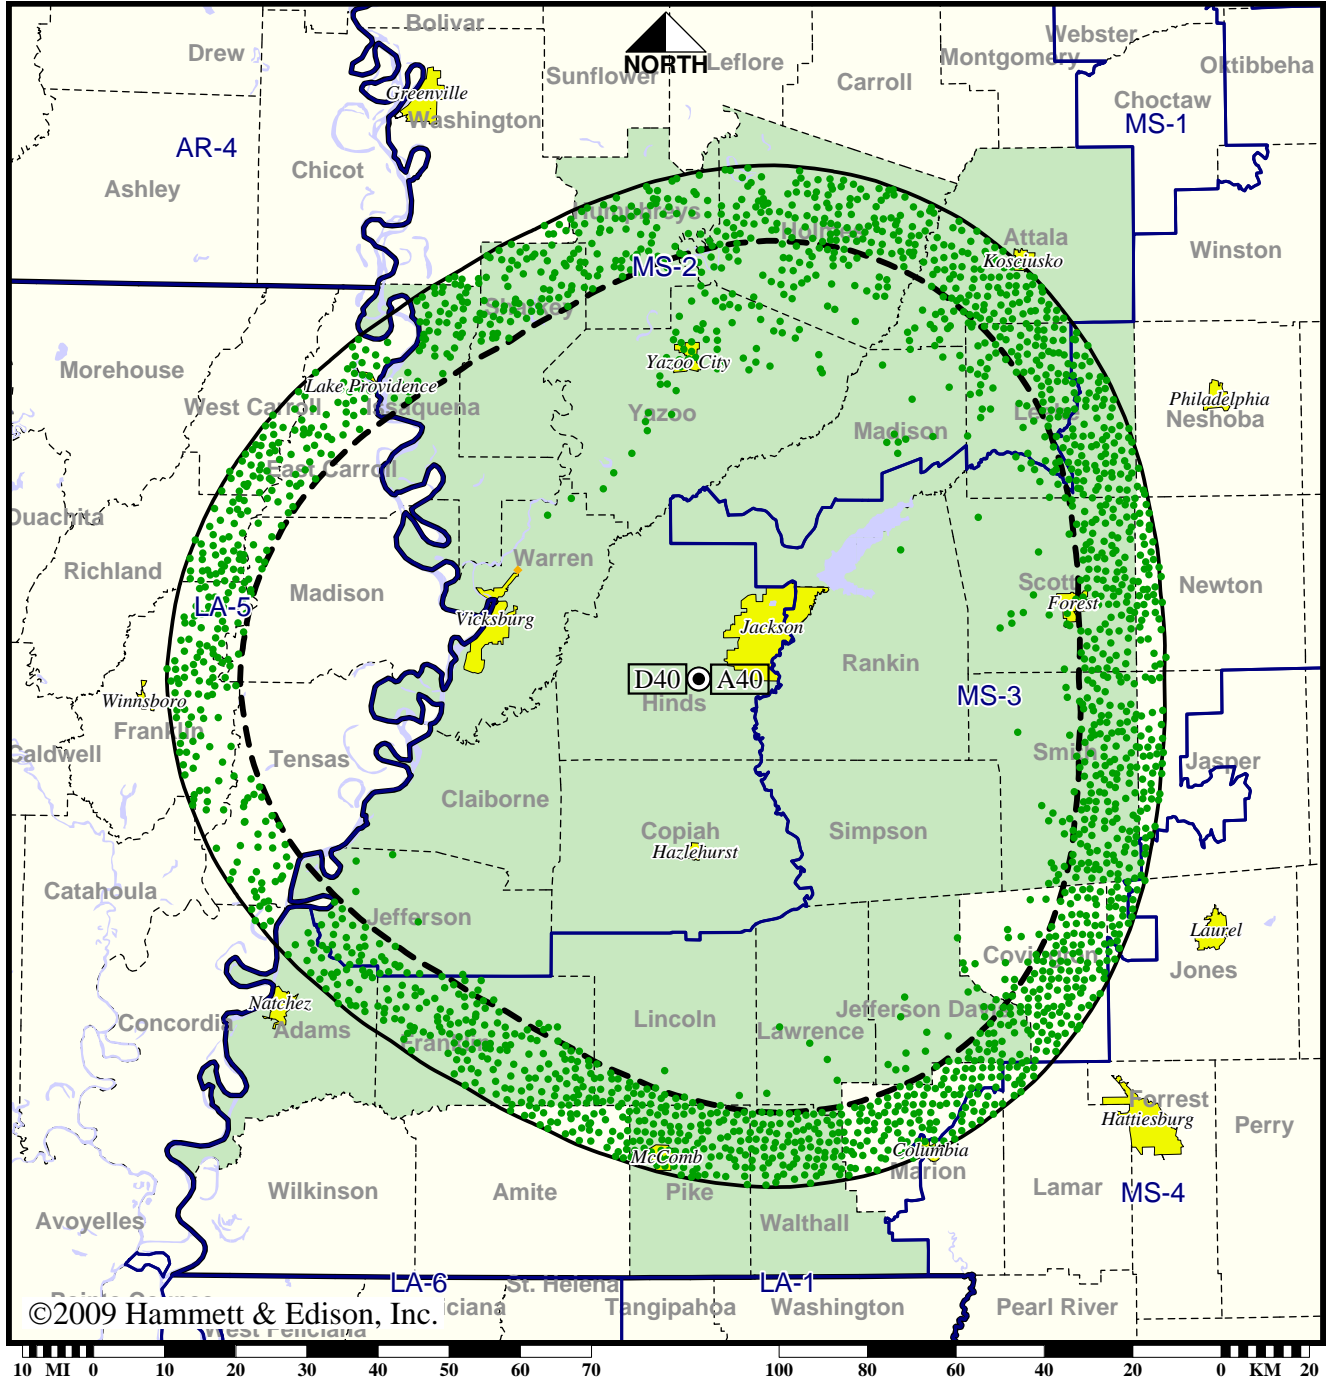 Bolivar
Webster
Drew
Leflore
Montgomery
NORTH
Oktibbeha
Sunflower
Carroll
Greenville
Choctaw
Washington
MS-1
AR-4
Chicot
Ashley
Humphreys
Holmes
Attala
Winston
Kosciusko
MS-2
Sharkey
Yazoo City
Morehouse
Lake Providence
Philadelphia
West Carroll
Issaquena
Yazoo
Leake
Neshoba
Madison
East Carroll
Ouachita
Warren
Richland
Scott
Newton
Madison
LA-5
Forest
Vicksburg
Jackson
Rankin
D40
A40
MS-3
Winnsboro
Hinds
Franklin
Caldwell
Tensas
Smith
Jasper
Claiborne
Copiah
Simpson
Hazlehurst
Catahoula
Jefferson
Laurel
Covington
Jones
Natchez
Jefferson Davis
Concordia
Adams
Lincoln
Lawrence
Franklin
Forrest
Hattiesburg
Perry
McComb
Columbia
Marion
Wilkinson
Amite
Pike
Lamar
MS-4
Avoyelles
Walthall
LA-6
St. Helena
LA-1
Tangipahoa
Washington
Pearl River
©2009 Hammett & Edison, Inc.
West Feliciana
10 MI 0 10 20 30 40 50 60 70
100 80 60 40 20 0 KM 20